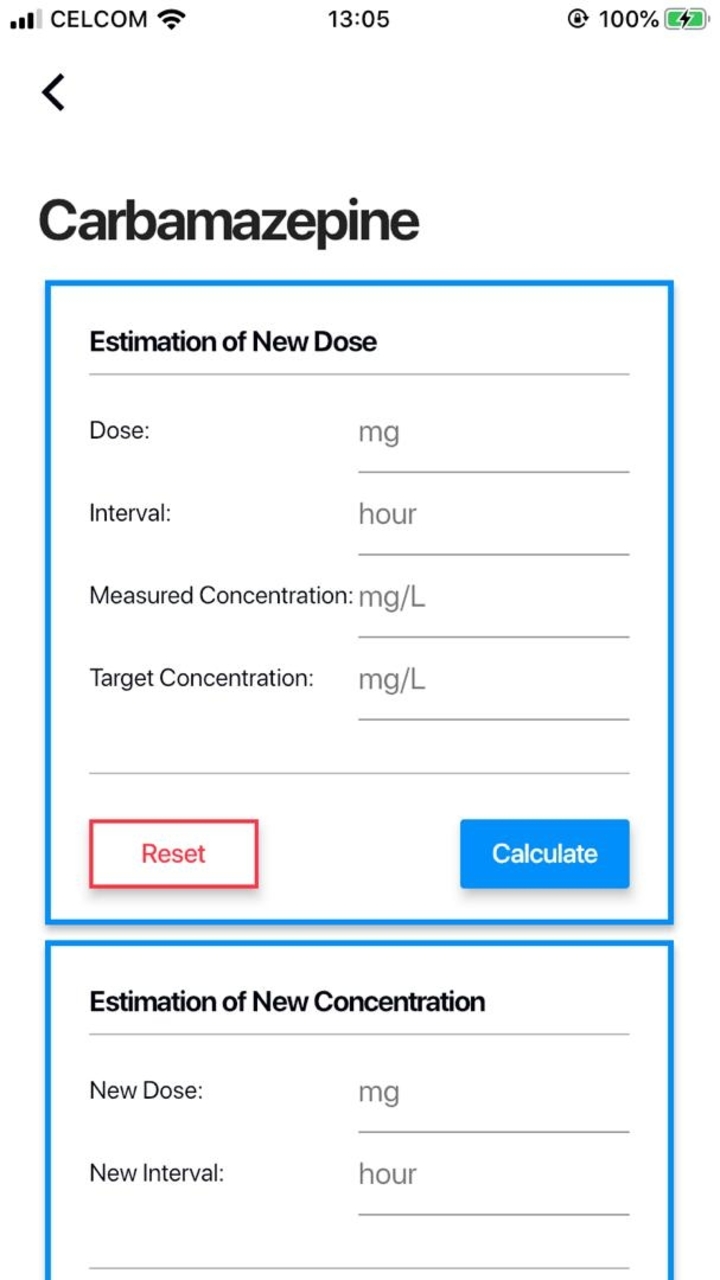 CELCOM 13:05 100%
Carbamazepine
Estimation of New Dose
Dose: mg
Interval: hour
Measured Concentration: mg/L
Target Concentration: mg/L
Reset Calculate
Estimation of New Concentration
New Dose: mg
New Interval: hour